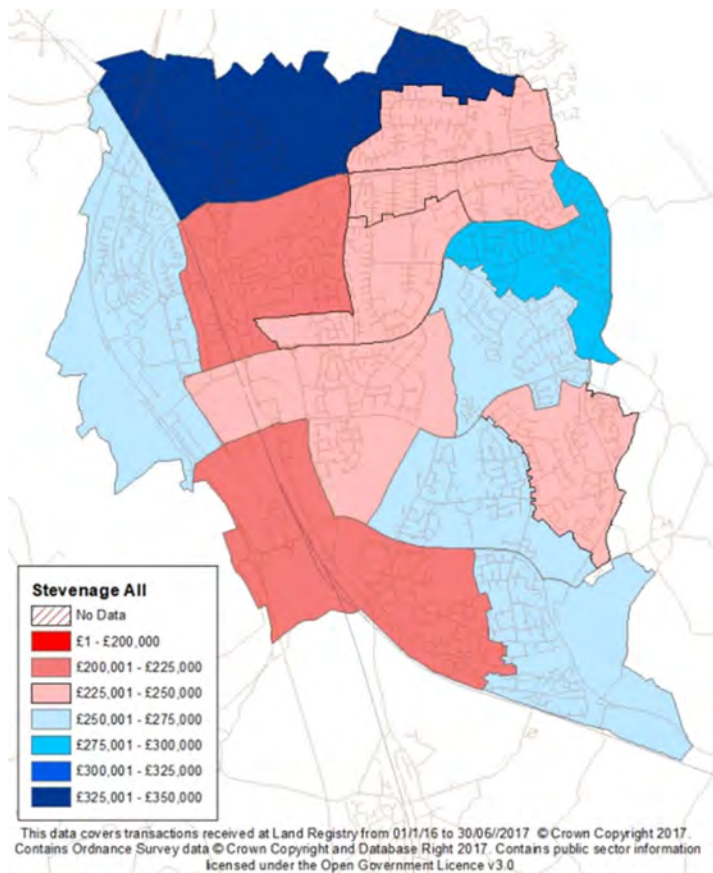 Stevenage All
No Data
£1 - £200,000
£200,001 - £225,000
£225,001 - £250,000
£250,001 - £275,000
£275,001 - £300,000
£300,001 - £325,000
£325,001 - £350,000
This data covers transactions received at Land Registry from 01/1/16 to 30/06//2017 © Crown Copyright 2017.
Contains Ordnance Survey data © Crown Copyright and Database Right 2017. Contains public sector information
licensed under the Open Government Licence v3.0